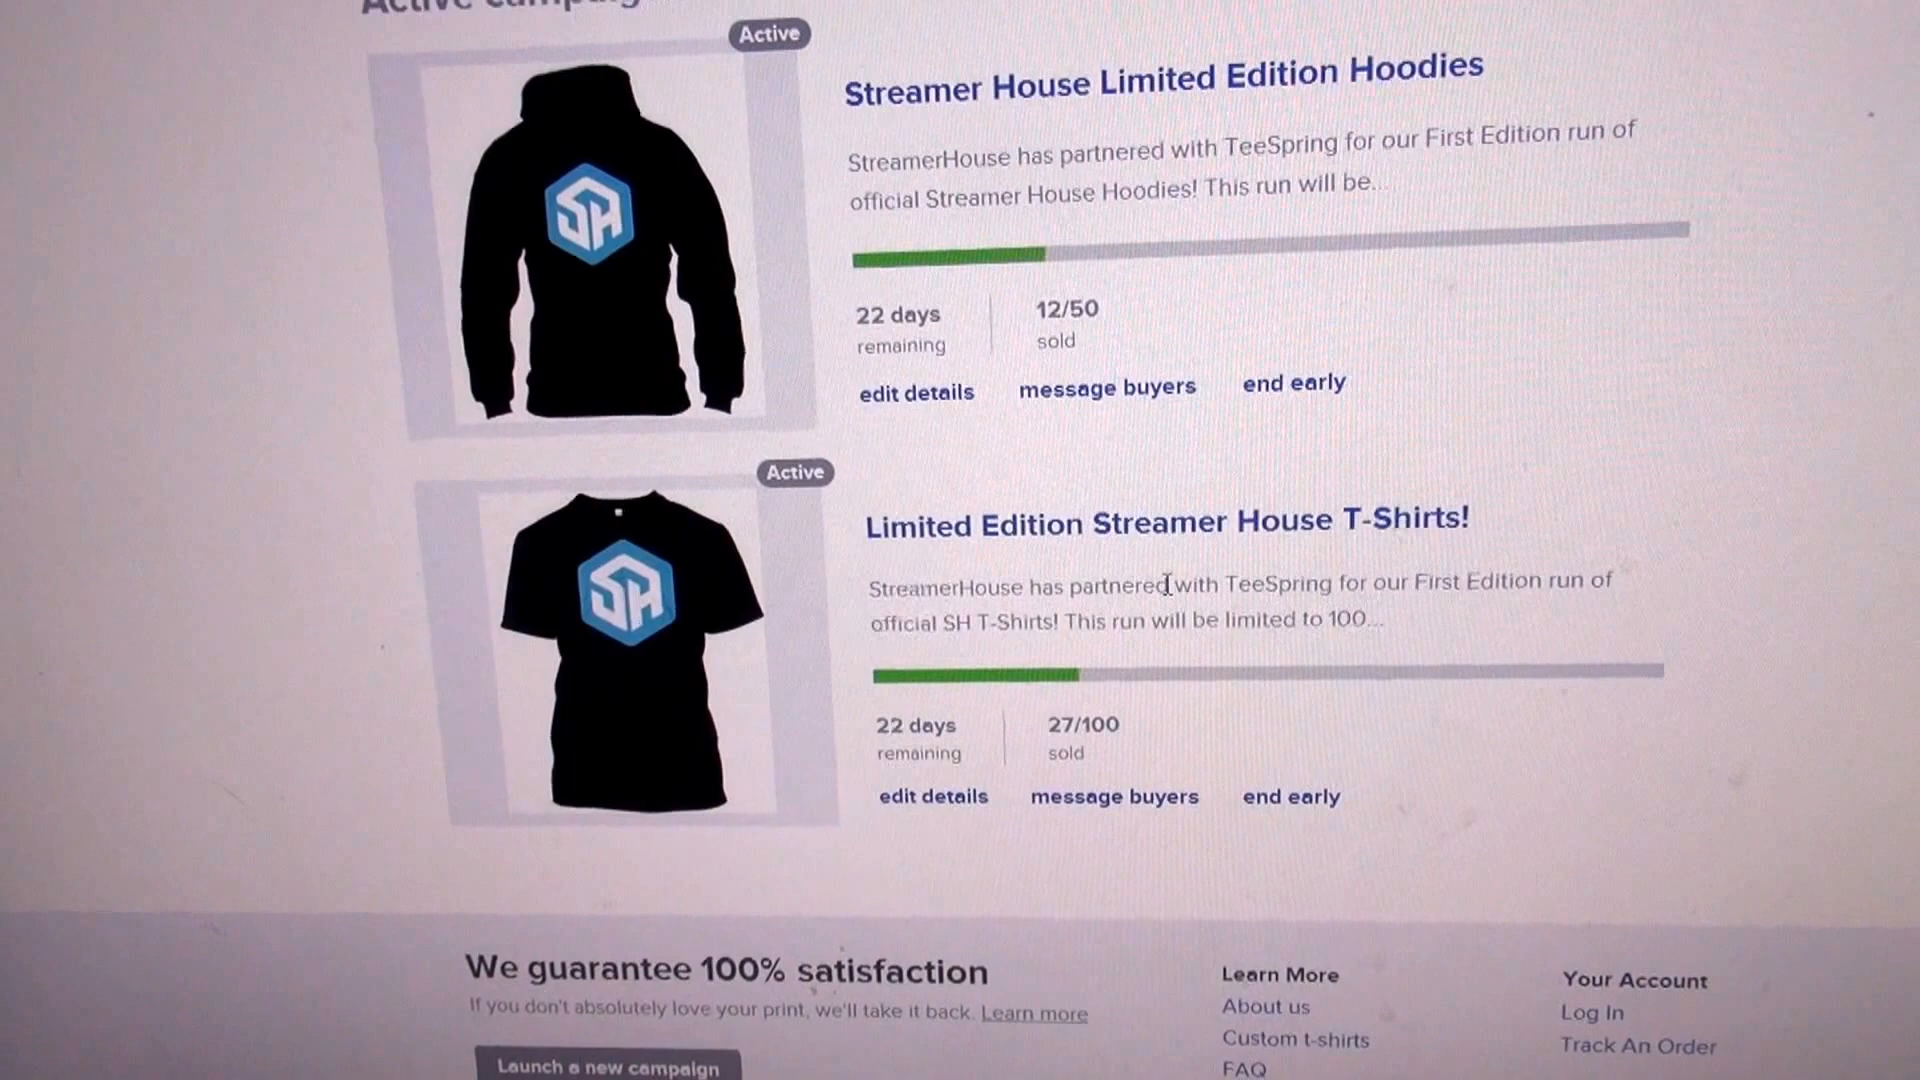 Active campaig
Active
Streamer House Limited Edition Hoodies
StreamerHouse has partnered with TeeSpring for our First Edition run of
official Streamer House Hoodies! This run will be...
22 days
remaining
12/50
sold
edit details
message buyers
end early
SH
Active
Limited Edition Streamer House T-Shirts!
StreamerHouse has partnered with TeeSpring for our First Edition run of
official SH T-Shirts! This run will be limited to 100...
22 days
remaining
27/100
sold
edit details
message buyers
end early
SH
We guarantee 100% satisfaction
If you don't absolutely love your print, we'll take it back. Learn more
Launch a new campaign
Learn More
About us
Custom t-shirts
FAQ
Your Account
Log In
Track An Order